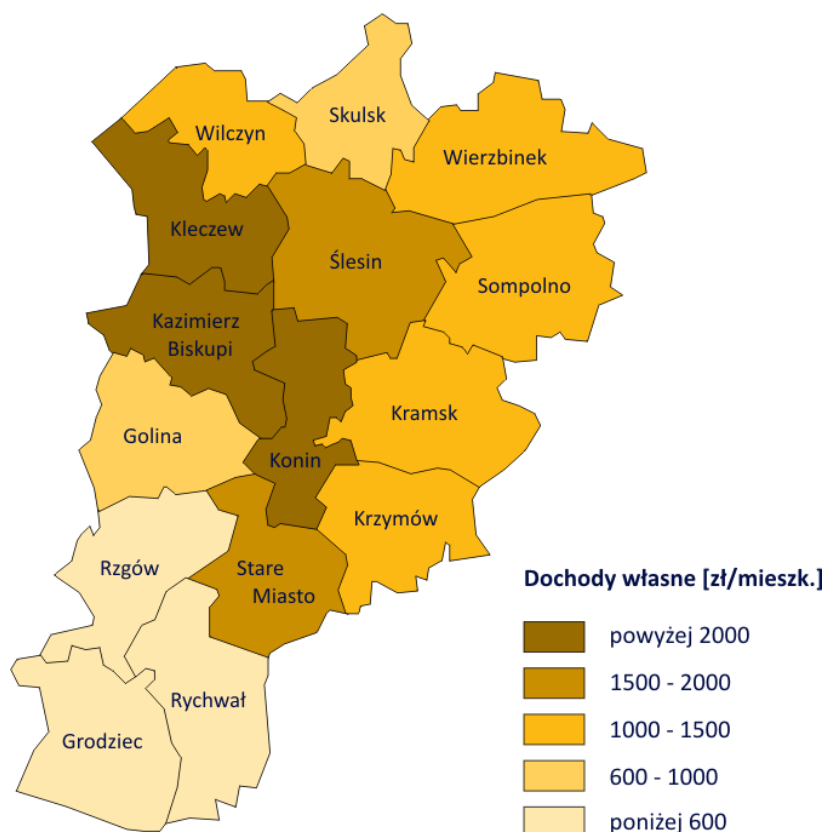 Skulsk
Wilczyn
Wierzbinek
Kleczew
Ślesin
Sompolno
Kazimierz
Biskupi
Kramsk
Golina
Konin
Krzymów
Rzgów
Stare
Miasto
Rychwał
Grodziec
Dochody własne [zł/mieszk.]
powyżej 2000
1500 - 2000
1000 - 1500
600 - 1000
poniżej 600